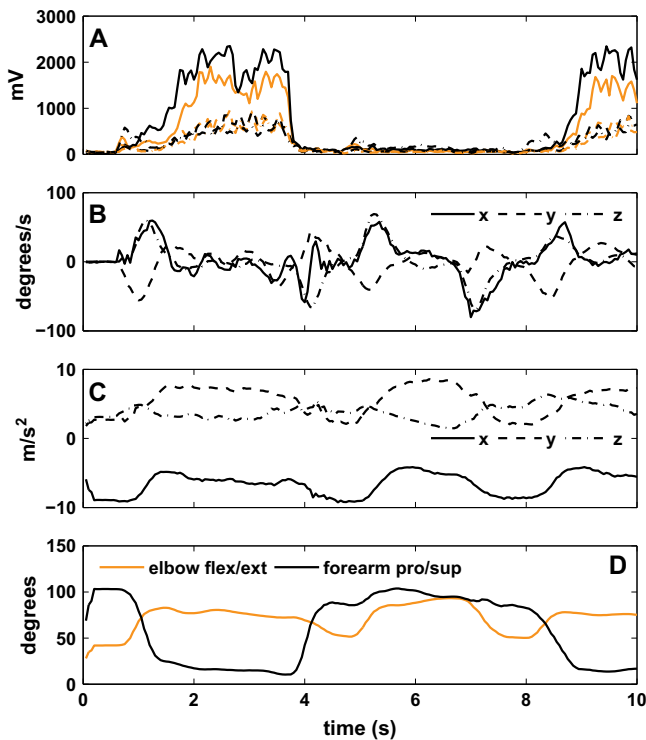 A
3000
2000
1000
0
mV
B
100
0
−100
degrees/s
x y z
C
10
0
−10
m/s²
x y z
D
150
100
50
0
degrees
elbow flex/ext forearm pro/sup
0 2 4 6 8 10
time (s)